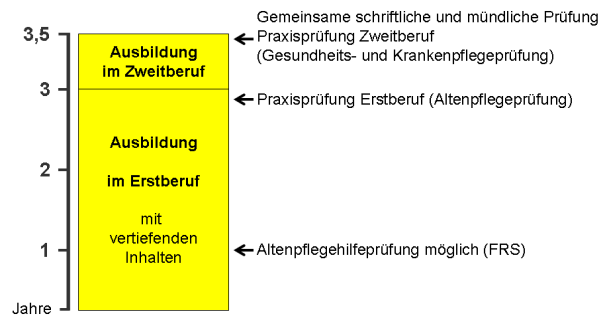 Gemeinsame schriftliche und mündliche Prüfung
3,5
Praxisprüfung Zweitberuf
Ausbildung
im Zweitberuf
(Gesundheits- und Krankenpflegeprüfung)
3
Praxisprüfung Erstberuf (Altenpflegeprüfung)
Ausbildung
2
im Erstberuf
mit
vertiefenden
Inhalten
1
Altenpflegehilfeprüfung möglich (FRS)
Jahre